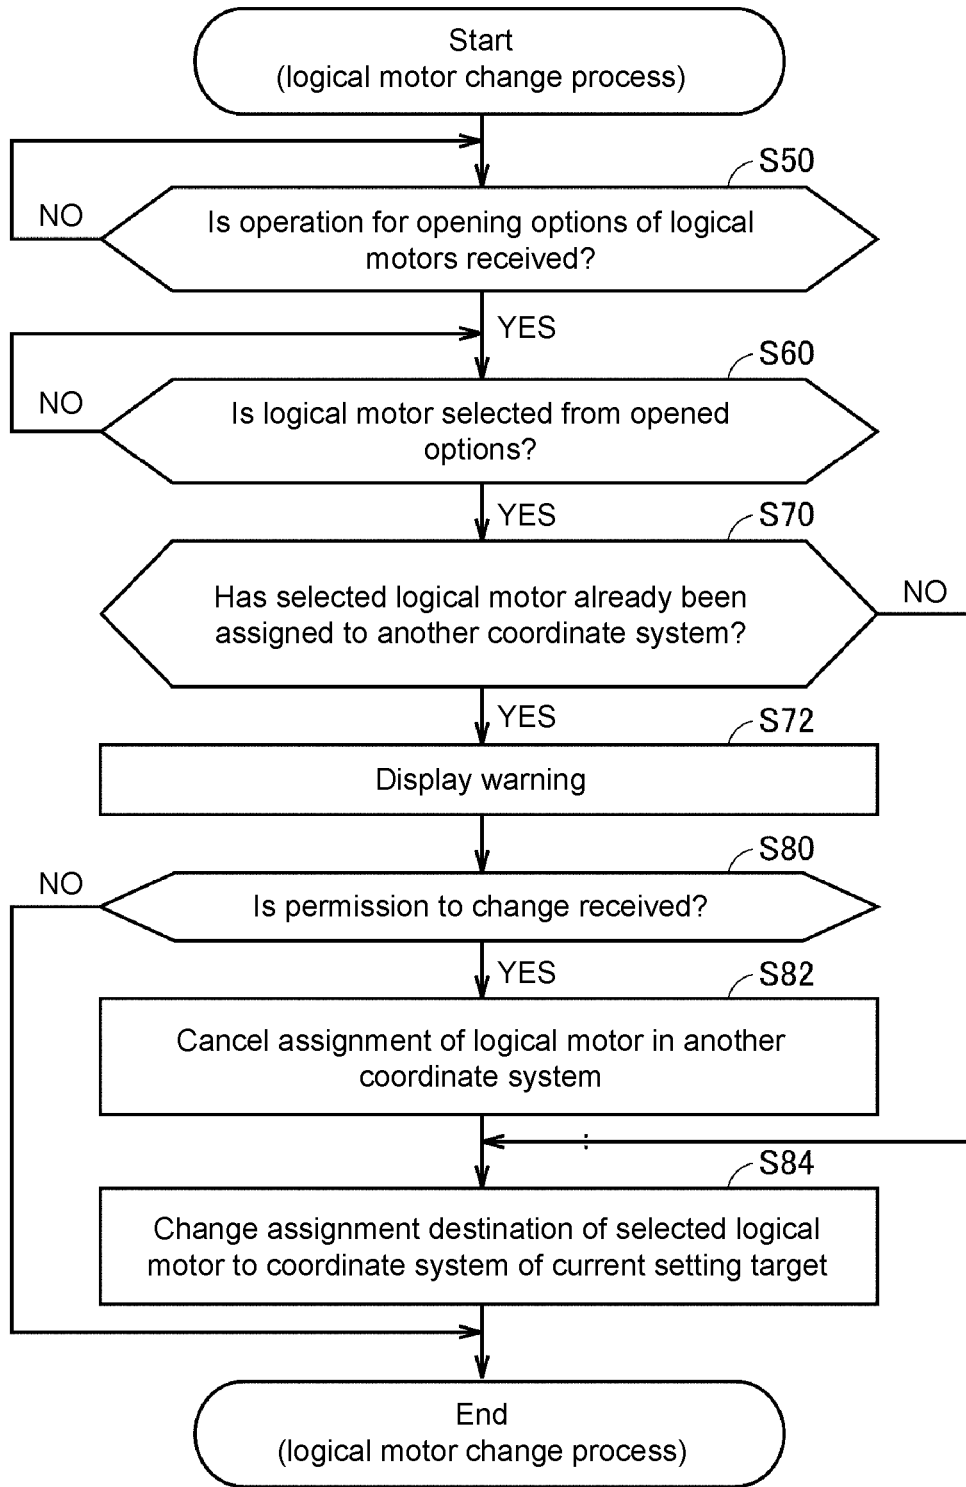 Start
(logical motor change process)
S50
NO
Is operation for opening options of logical
motors received?
YES
S60
NO
Is logical motor selected from opened
options?
YES
S70
Has selected logical motor already been
assigned to another coordinate system?
NO
YES
S72
Display warning
S80
NO
Is permission to change received?
YES
S82
Cancel assignment of logical motor in another
coordinate system
S84
Change assignment destination of selected logical
motor to coordinate system of current setting target
End
(logical motor change process)